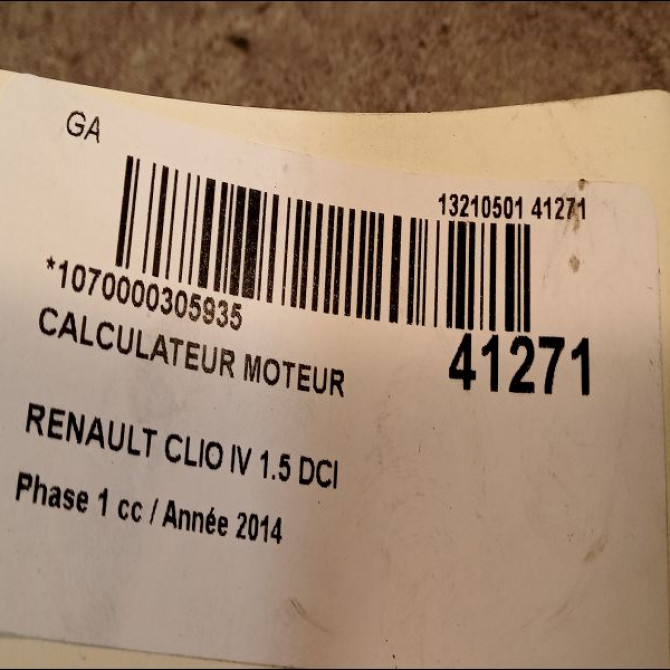 GA
13210501 41271
*1070000305935
41271
CALCULATEUR MOTEUR
RENAULT CLIO IV 1.5 DCI
Phase 1 cc / Année 2014